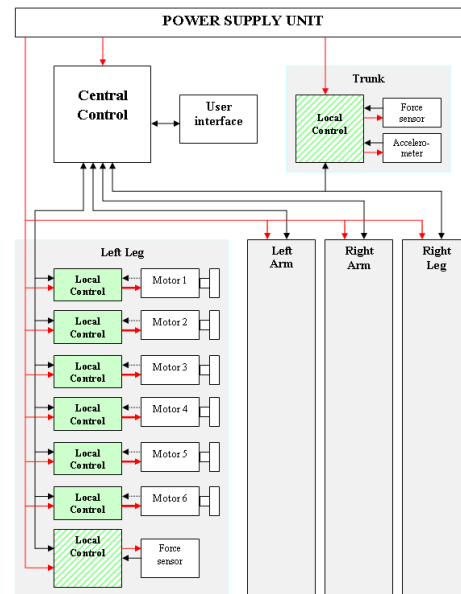 POWER SUPPLY UNIT
Central
Control
User
interface
Trunk
Local
Control
Force
sensor
Accelero-
meter
Left Leg
Left
Arm
Right
Arm
Right
Leg
Local
Control
Motor 1
Local
Control
Motor 2
Local
Control
Motor 3
Local
Control
Motor 4
Local
Control
Motor 5
Local
Control
Motor 6
Local
Control
Force
sensor